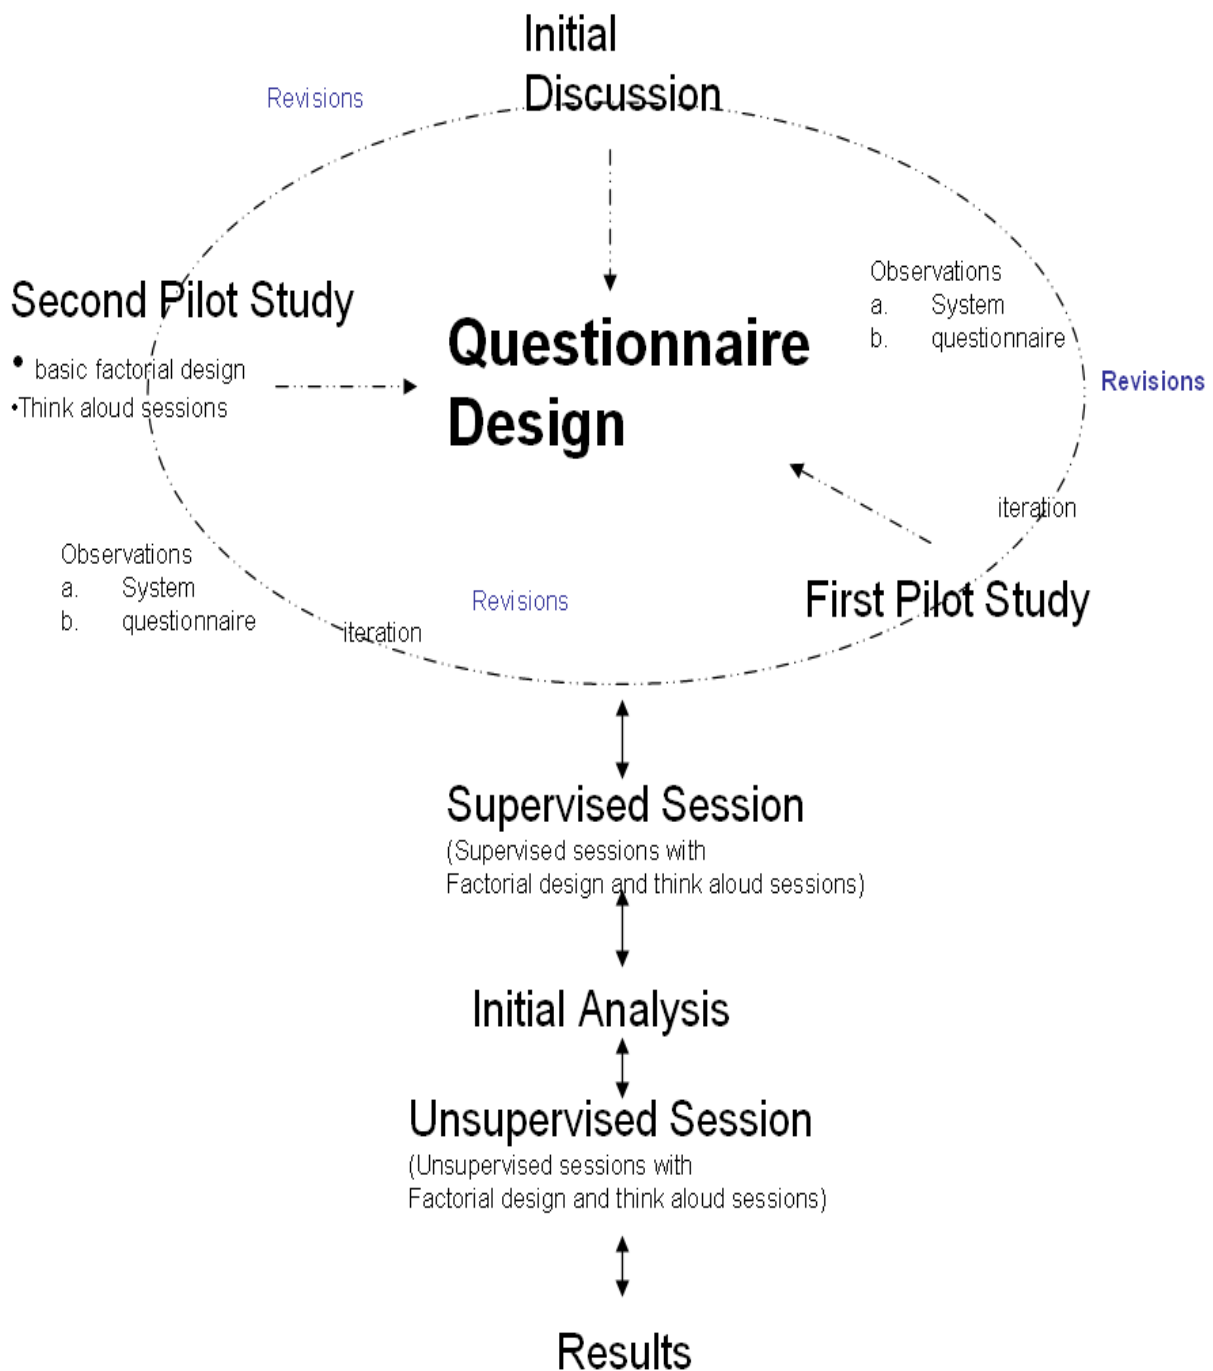 Initial
Discussion
Revisions
Observations
a. System
b. questionnaire
Second Pilot Study
• basic factorial design
•Think aloud sessions
Questionnaire
Design
Revisions
iteration
First Pilot Study
Observations
a. System
b. questionnaire
Revisions
iteration
Supervised Session
(Supervised sessions with
Factorial design and think aloud sessions)
Initial Analysis
Unsupervised Session
(Unsupervised sessions with
Factorial design and think aloud sessions)
Results